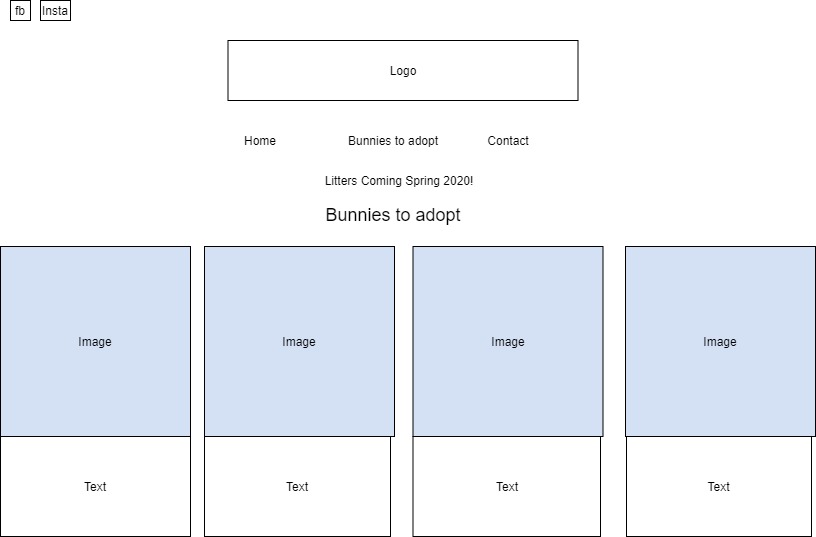 fb Insta
Logo
Home Bunnies to adopt Contact
Litters Coming Spring 2020!
Bunnies to adopt
Image Image Image Image
Text Text Text Text